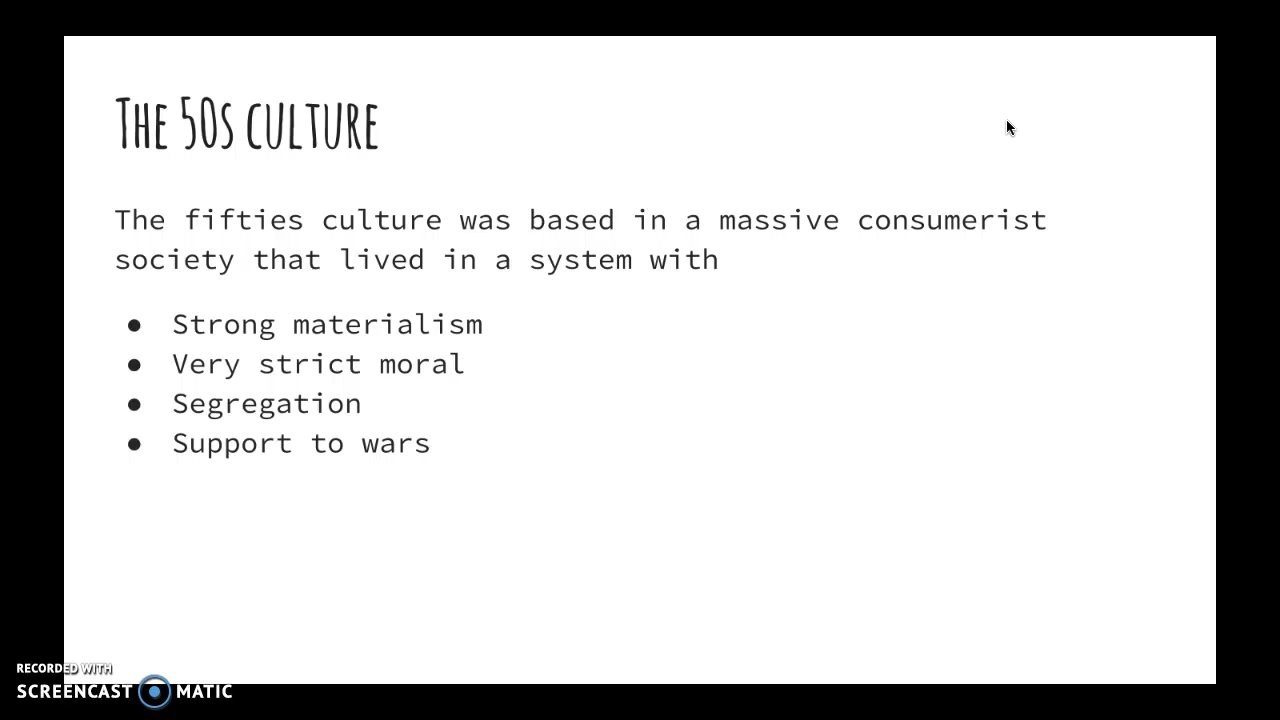 The 50s culture
The fifties culture was based in a massive consumerist
society that lived in a system with
● Strong materialism
● Very strict moral
● Segregation
● Support to wars
RECORDED WITH
SCREENCAST MATIC